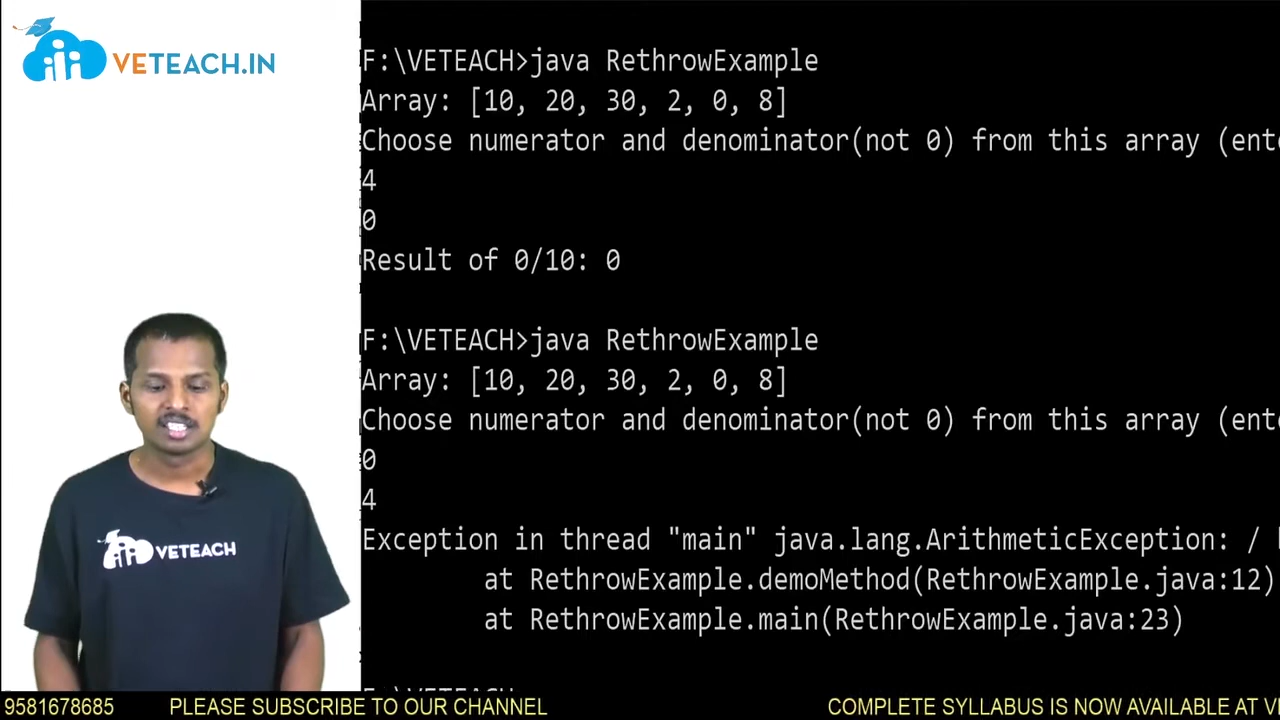 VETEACH.IN
F:\VETEACH>java RethrowExample
Array: [10, 20, 30, 2, 0, 8]
Choose numerator and denominator(not 0) from this array (ente
4
0
Result of 0/10: 0
F:\VETEACH>java RethrowExample
Array: [10, 20, 30, 2, 0, 8]
Choose numerator and denominator(not 0) from this array (ente
0
4
Exception in thread "main" java.lang.ArithmeticException: /
at RethrowExample.demoMethod(RethrowExample.java:12)
at RethrowExample.main(RethrowExample.java:23)
F:\VETEACH>
VETEACH
9581678685 PLEASE SUBSCRIBE TO OUR CHANNEL COMPLETE SYLLABUS IS NOW AVAILABLE AT VE